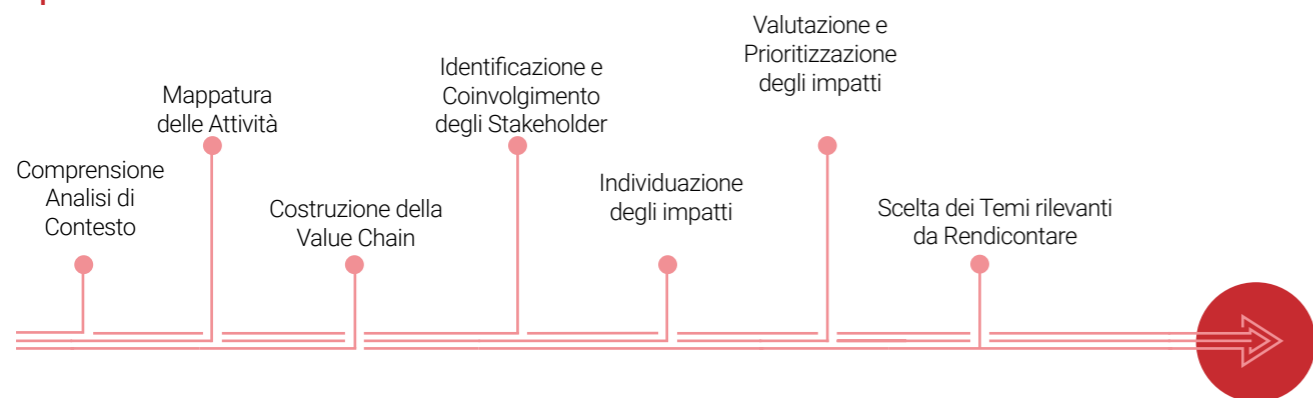 Comprensione
Analisi di
Contesto
Mappatura
delle Attività
Costruzione della
Value Chain
Identificazione e
Coinvolgimento
degli Stakeholder
Individuazione
degli impatti
Valutazione e
Prioritizzazione
degli impatti
Scelta dei Temi rilevanti
da Rendicontare